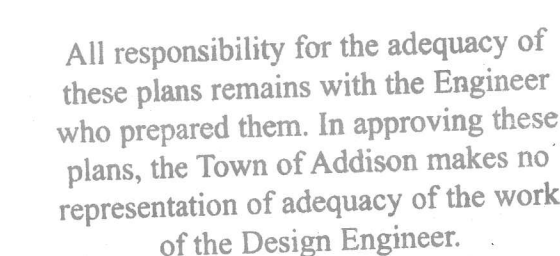 All responsibility for the adequacy of
these plans remains with the Engineer
who prepared them. In approving these
plans, the Town of Addison makes no
representation of adequacy of the work
of the Design Engineer.